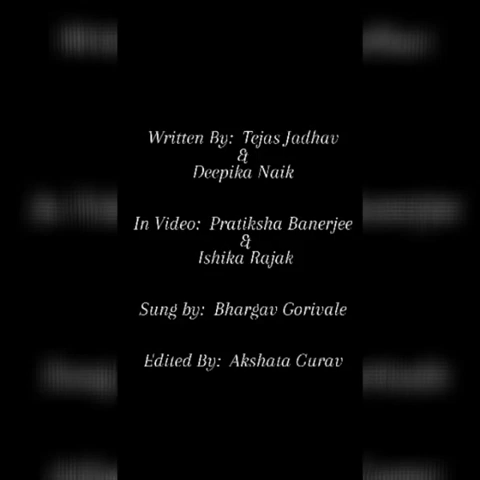 Written By: Tejas Jadhav
&
Deepika Naik
In Video: Pratiksha Banerjee
&
Ishika Rajak
Sung by: Bhargav Gorivale
Edited By: Akshata Gurav